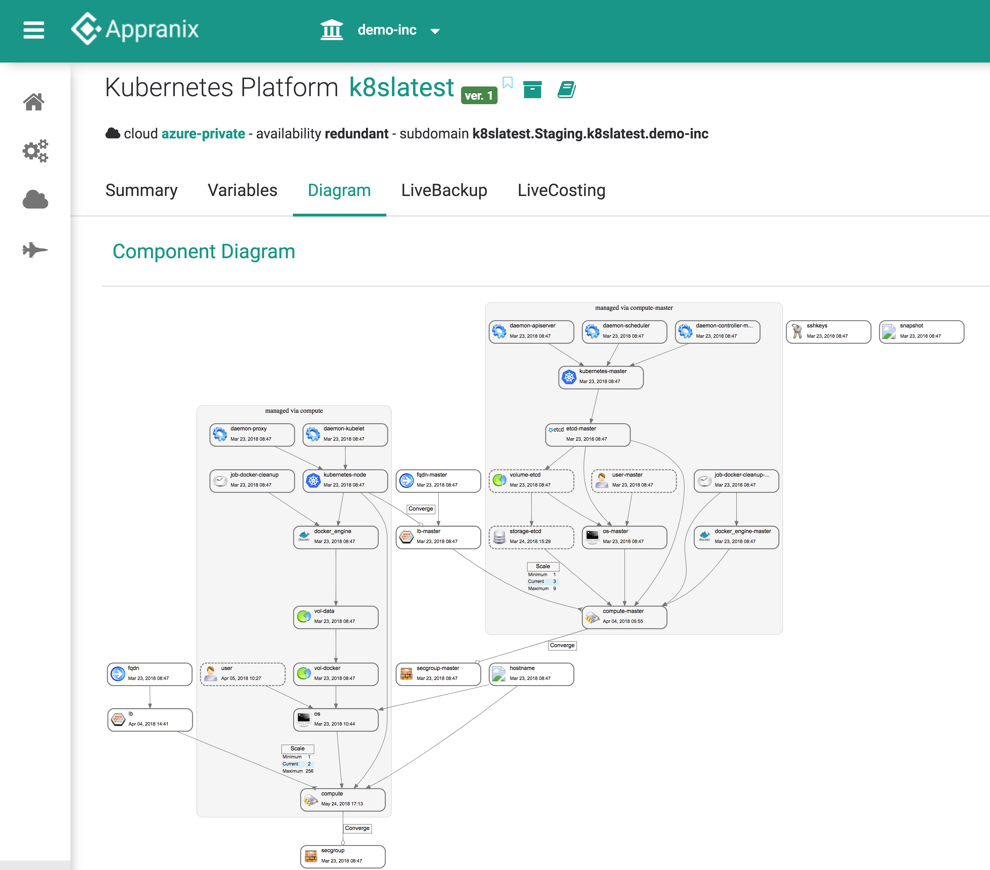 Appranix
demo-inc
Kubernetes Platform k8slatest ver. 1
cloud azure-private - availability redundant - subdomain k8slatest.Staging.k8slatest.demo-inc
Summary Variables Diagram LiveBackup LiveCosting
Component Diagram
managed via compute-master
daemon-apiserver
Mar 23, 2018 08:47
daemon-scheduler
Mar 23, 2018 08:47
daemon-controller-m...
Mar 23, 2018 08:47
sshkeys
Mar 23, 2018 08:47
snapshot
Mar 23, 2018 08:47
kubernetes-master
Mar 23, 2018 08:47
managed via compute
daemon-proxy
Mar 23, 2018 08:47
daemon-kubelet
Mar 23, 2018 08:47
etcd etcd-master
Mar 23, 2018 08:47
job-docker-cleanup
Mar 23, 2018 08:47
kubernetes-node
Mar 23, 2018 08:47
fqdn-master
Mar 23, 2018 08:47
volume-etcd
Mar 23, 2018 08:47
user-master
Mar 23, 2018 08:47
job-docker-cleanup-...
Mar 23, 2018 08:47
Converge
docker_engine
Mar 23, 2018 08:47
lb-master
Mar 23, 2018 08:47
storage-etcd
Mar 24, 2018 15:29
os-master
Mar 23, 2018 08:47
docker_engine-master
Mar 23, 2018 08:47
Scale
Minimum 1
Current 3
Maximum 9
vol-data
Mar 23, 2018 08:47
compute-master
Apr 04, 2018 05:55
Converge
fqdn
Mar 23, 2018 08:47
user
Apr 05, 2018 10:27
vol-docker
Mar 23, 2018 08:47
secgroup-master
Mar 23, 2018 08:47
hostname
Mar 23, 2018 08:47
lb
Apr 04, 2018 14:41
os
Mar 23, 2018 10:44
Scale
Minimum 1
Current 2
Maximum 256
compute
May 24, 2018 17:13
Converge
secgroup
Mar 23, 2018 08:47